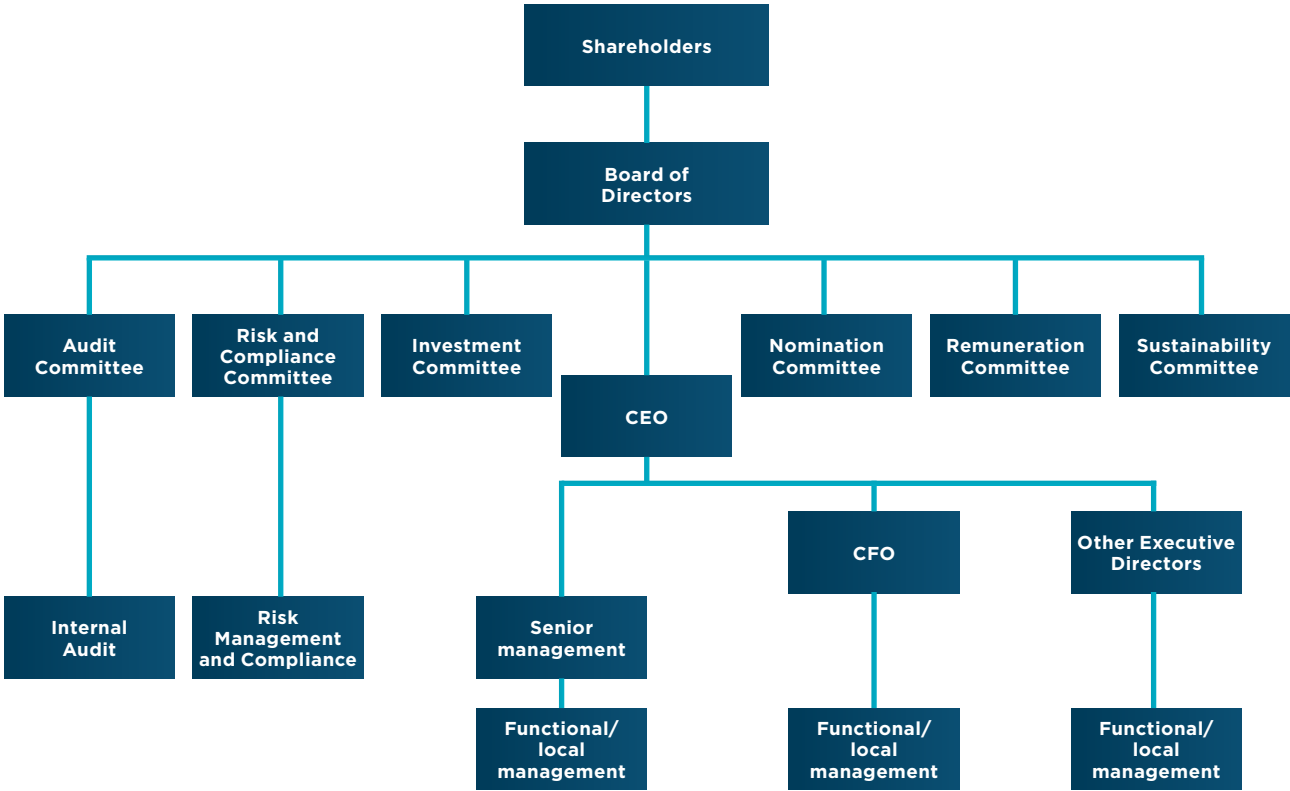 Shareholders
Board of
Directors
Audit
Committee
Risk and
Compliance
Committee
Investment
Committee
CEO
Nomination
Committee
Remuneration
Committee
Sustainability
Committee
Internal
Audit
Risk
Management
and Compliance
Senior
management
CFO
Other Executive
Directors
Functional/
local
management
Functional/
local
management
Functional/
local
management